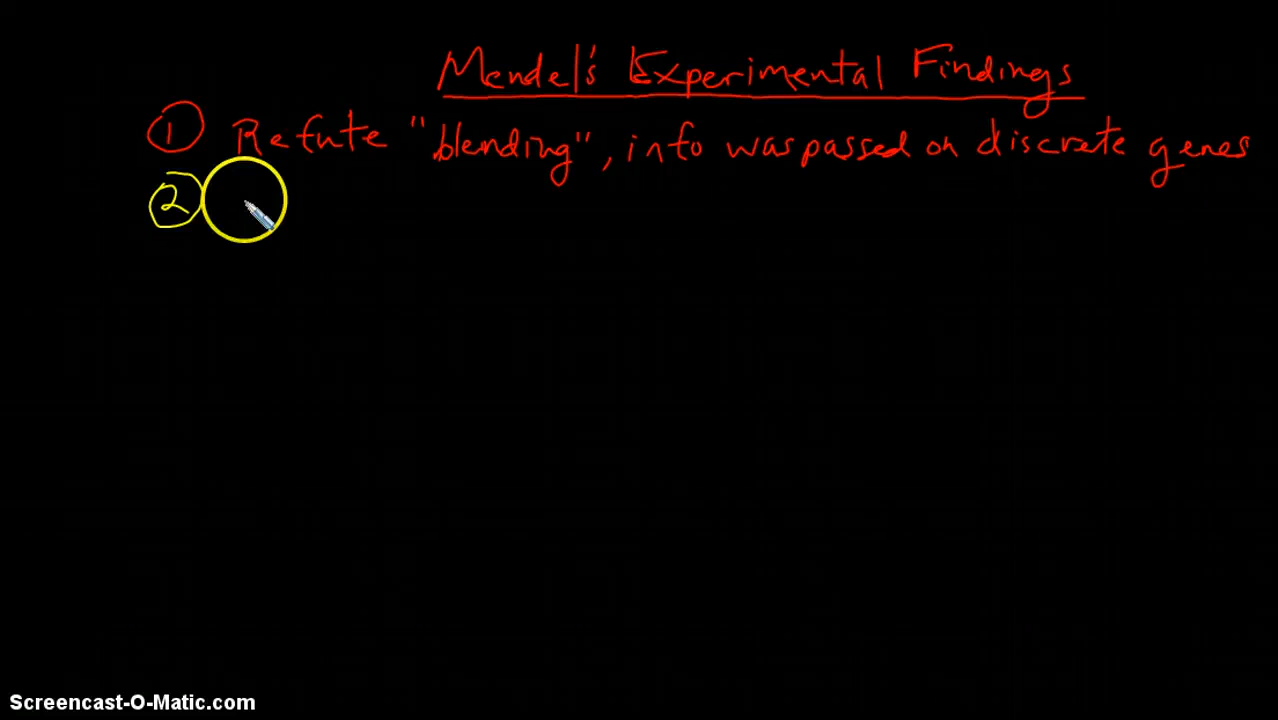 Mendel's Experimental Findings
① Refute "blending", info was passed on discrete genes
②
Screencast-O-Matic.com